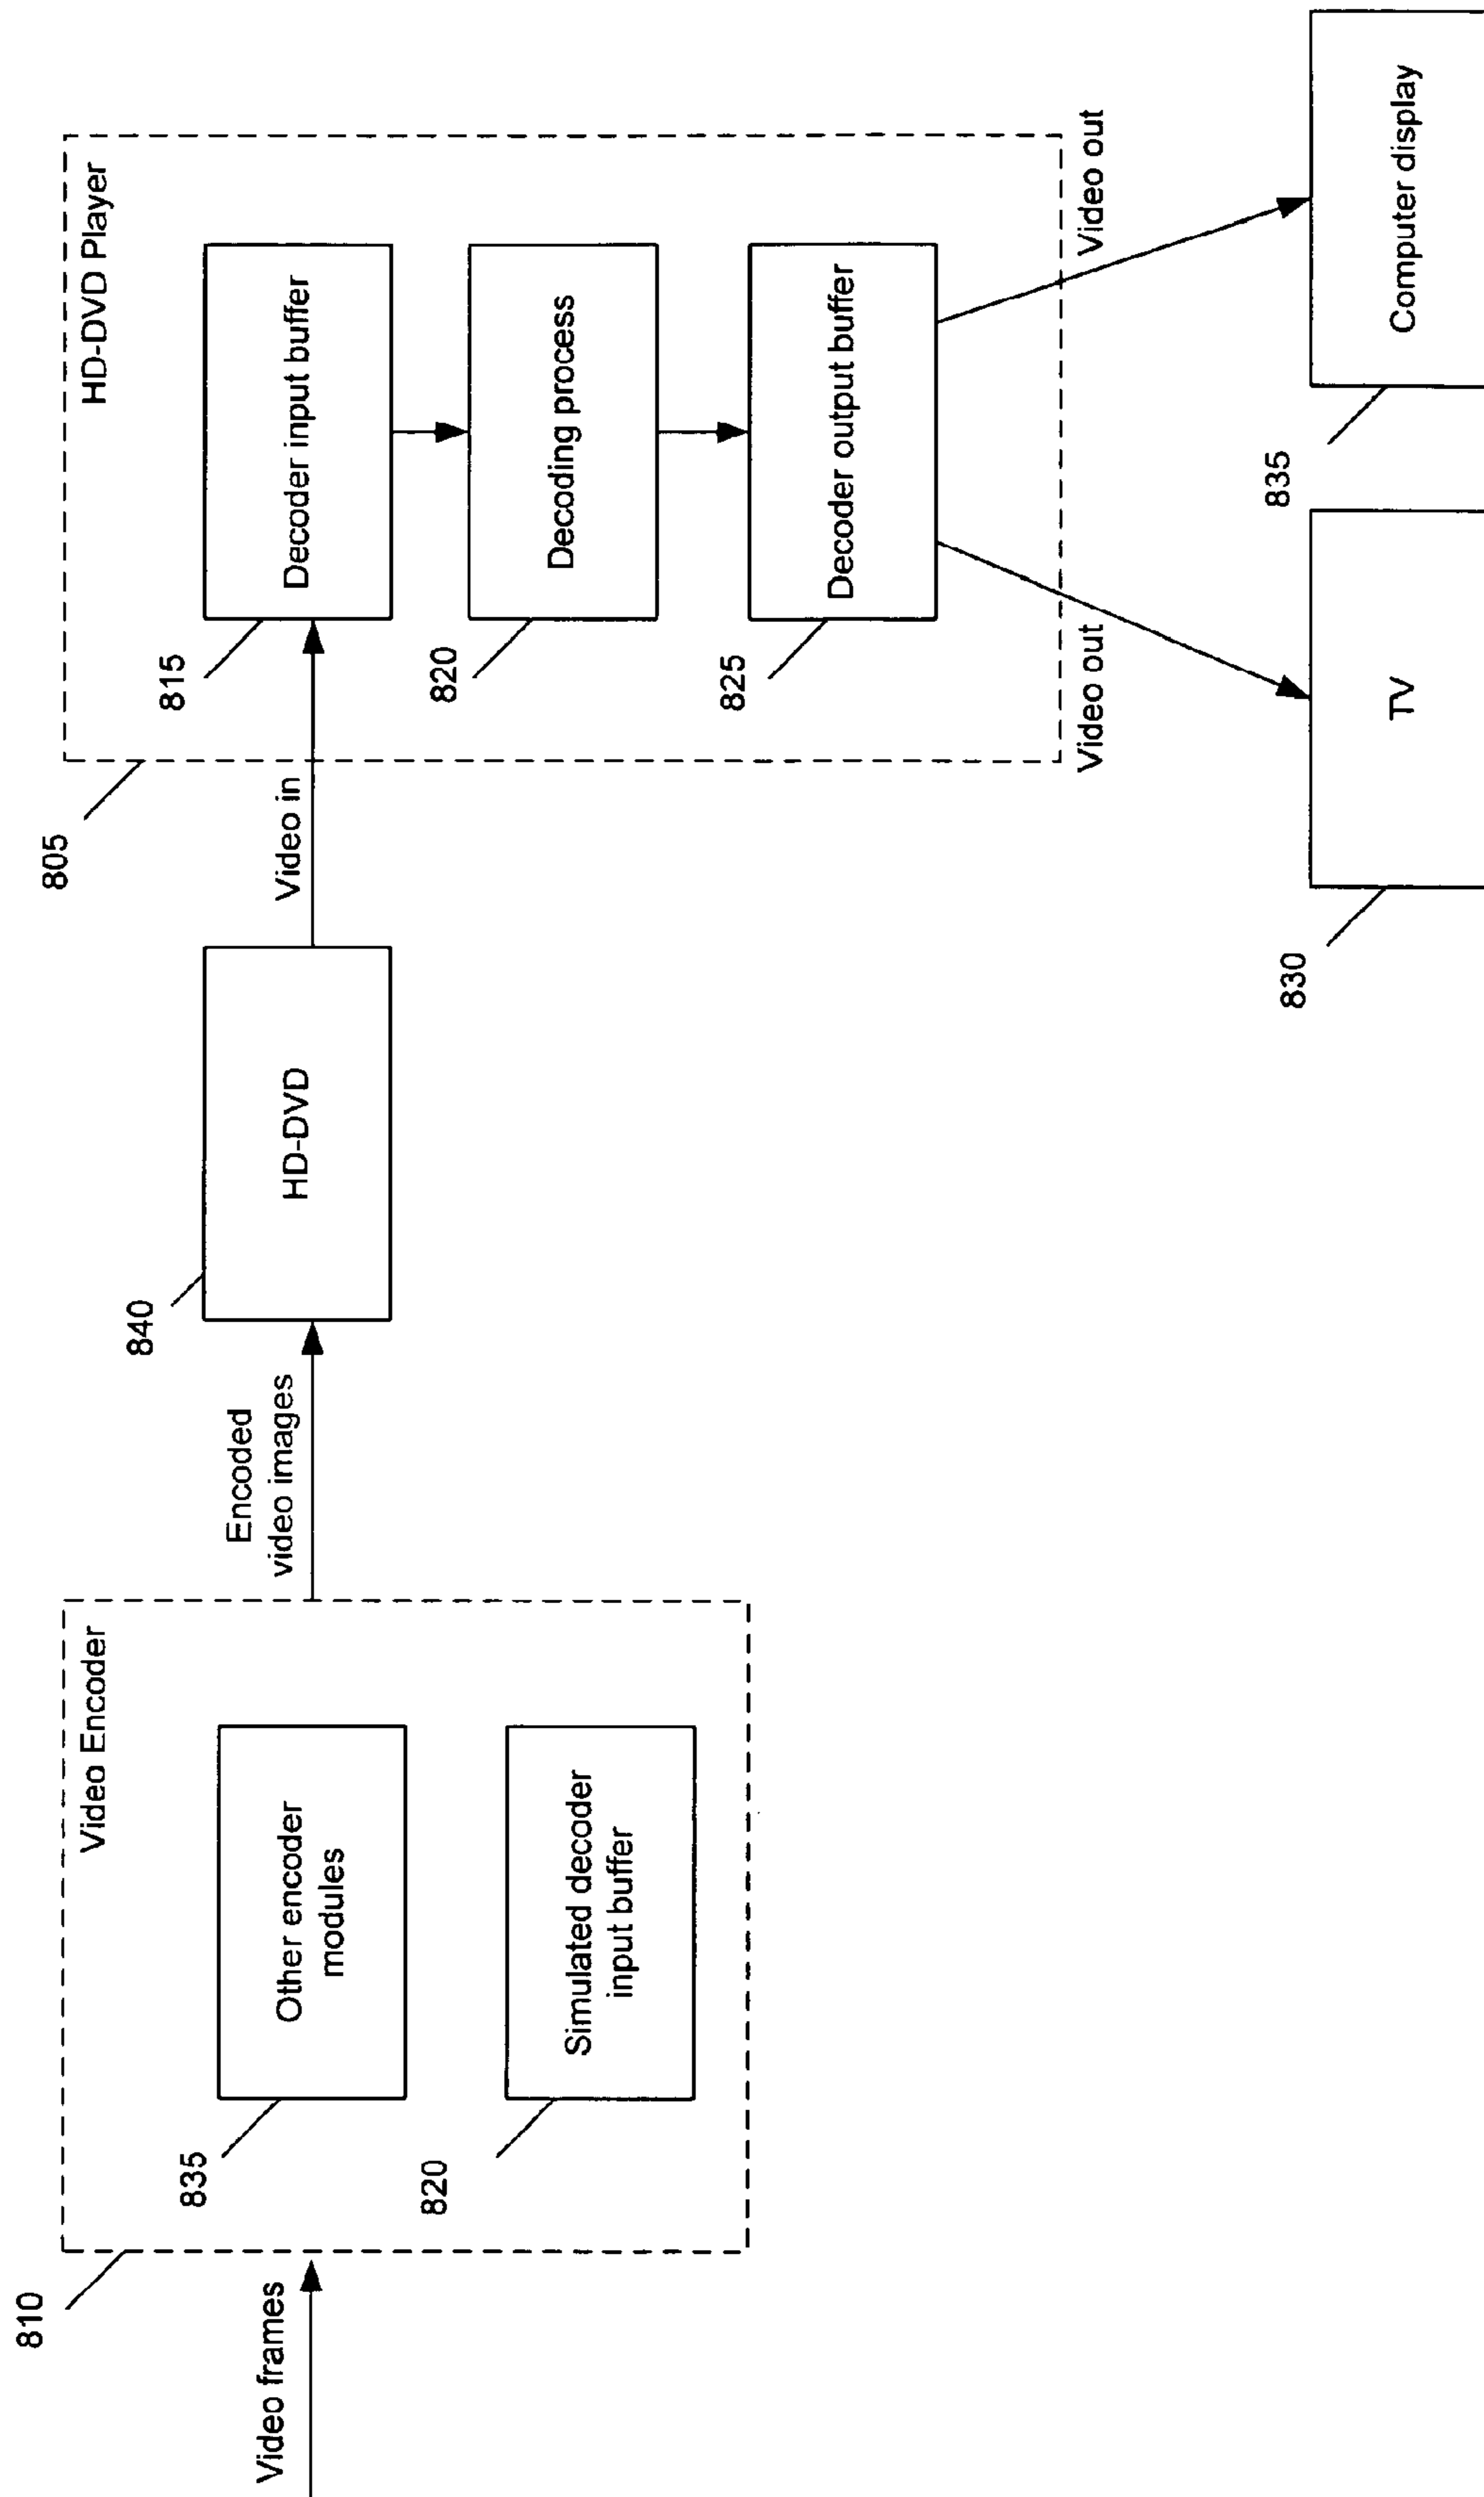 Video frames
810
Video Encoder
835
Other encoder
modules
820
Simulated decoder
input buffer
Encoded
video images
840
HD-DVD
Video in
805
HD-DVD Player
815
Decoder input buffer
820
Decoding process
825
Decoder output buffer
Video out
Video out
830
TV
835
Computer display